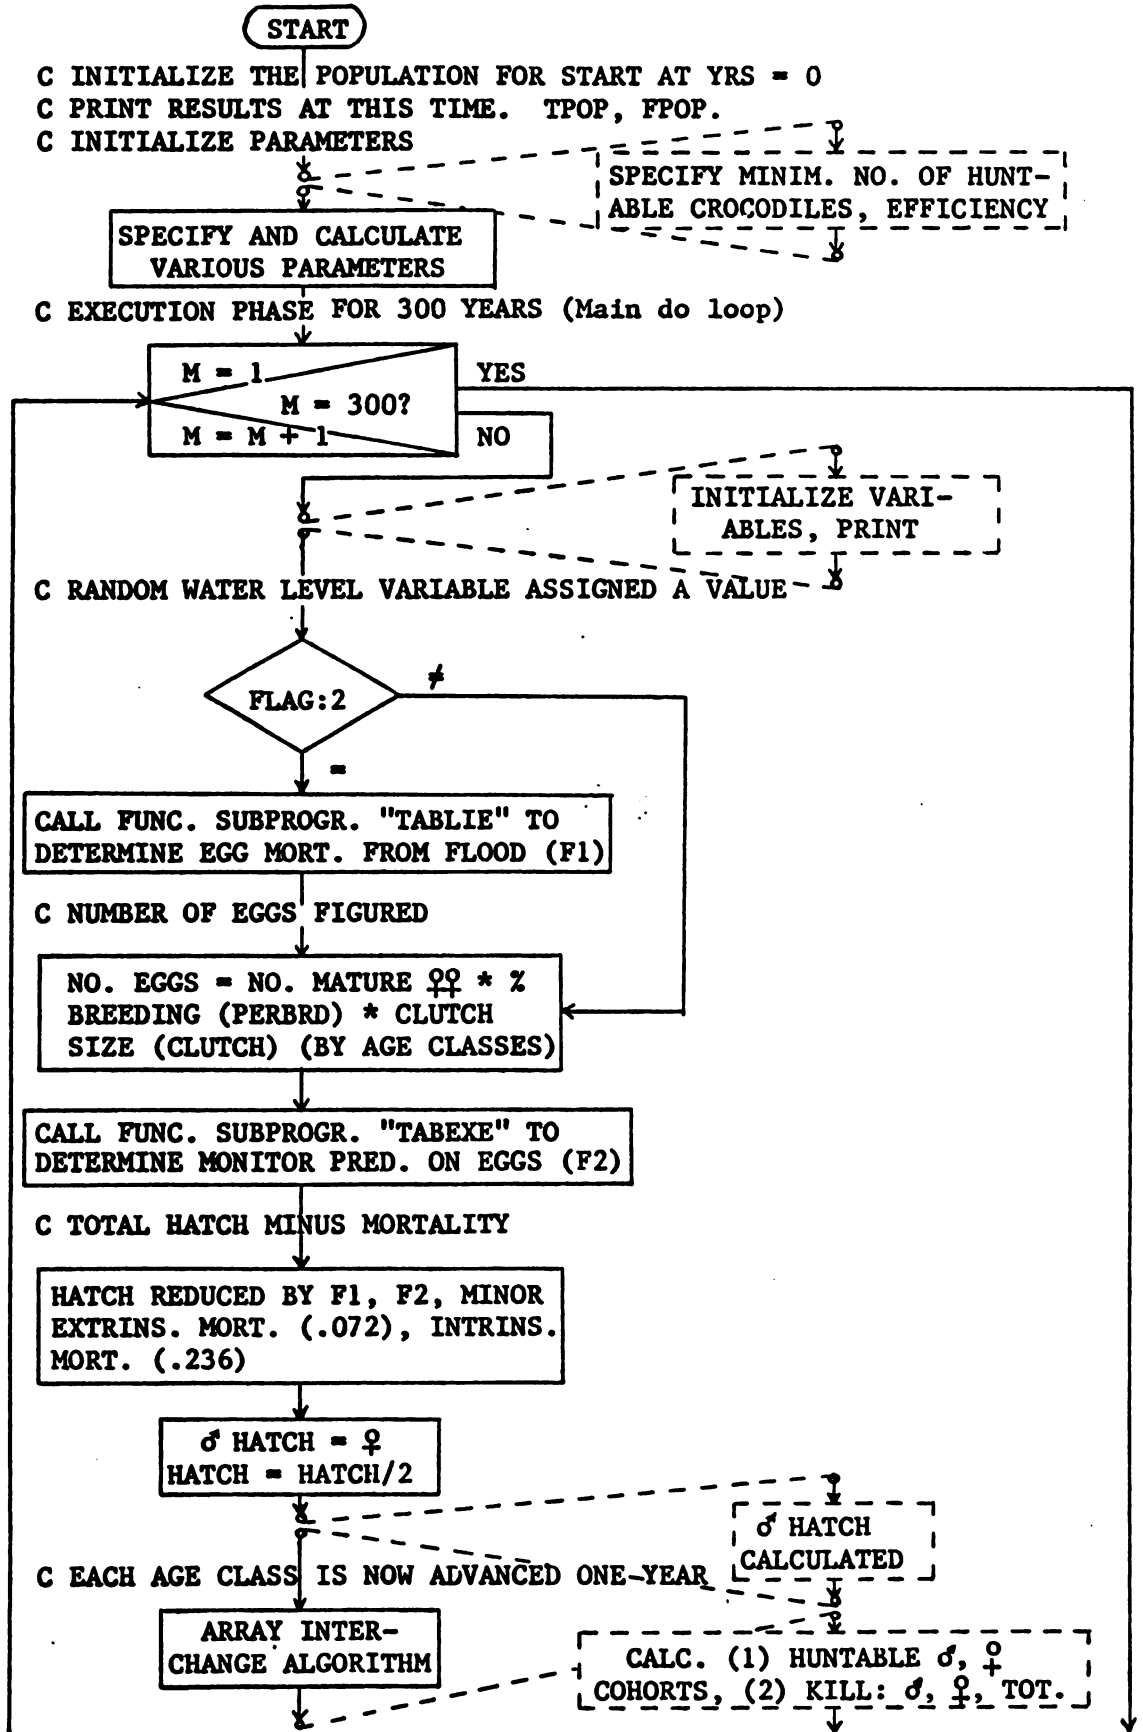 START
C INITIALIZE THE POPULATION FOR START AT YRS = 0
C PRINT RESULTS AT THIS TIME. TPOP, FPOP.
C INITIALIZE PARAMETERS
SPECIFY MINIM. NO. OF HUNT-
ABLE CROCODILES, EFFICIENCY
SPECIFY AND CALCULATE
VARIOUS PARAMETERS
C EXECUTION PHASE FOR 300 YEARS (Main do loop)
M = 1
YES
M = 300?
M = M + 1
NO
INITIALIZE VARI-
ABLES, PRINT
C RANDOM WATER LEVEL VARIABLE ASSIGNED A VALUE
FLAG:2
≠
=
CALL FUNC. SUBPROGR. "TABLIE" TO
DETERMINE EGG MORT. FROM FLOOD (F1)
C NUMBER OF EGGS FIGURED
NO. EGGS = NO. MATURE ♀♀ * %
BREEDING (PERBRD) * CLUTCH
SIZE (CLUTCH) (BY AGE CLASSES)
CALL FUNC. SUBPROGR. "TABEXE" TO
DETERMINE MONITOR PRED. ON EGGS (F2)
C TOTAL HATCH MINUS MORTALITY
HATCH REDUCED BY F1, F2, MINOR
EXTRINS. MORT. (.072), INTRINS.
MORT. (.236)
♂ HATCH = ♀
HATCH = HATCH/2
♂ HATCH
CALCULATED
C EACH AGE CLASS IS NOW ADVANCED ONE-YEAR
ARRAY INTER-
CHANGE ALGORITHM
CALC. (1) HUNTABLE ♂, ♀
COHORTS, (2) KILL: ♂, ♀, TOT.